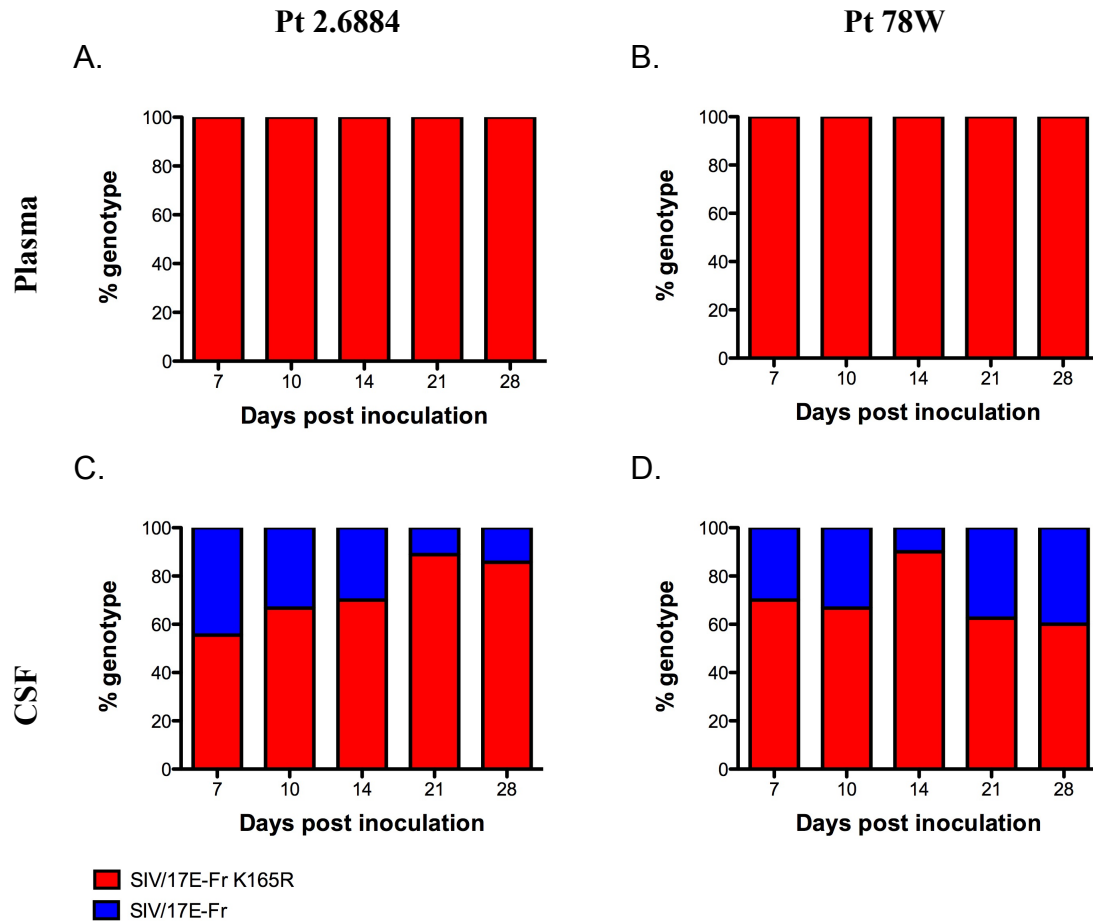 Pt 2.6884
Pt 78W
A.
B.
Plasma
% genotype
100
80
60
40
20
0
7 10 14 21 28
Days post inoculation
% genotype
100
80
60
40
20
0
7 10 14 21 28
Days post inoculation
C.
D.
CSF
% genotype
100
80
60
40
20
0
7 10 14 21 28
Days post inoculation
% genotype
100
80
60
40
20
0
7 10 14 21 28
Days post inoculation
SIV/17E-Fr K165R
SIV/17E-Fr